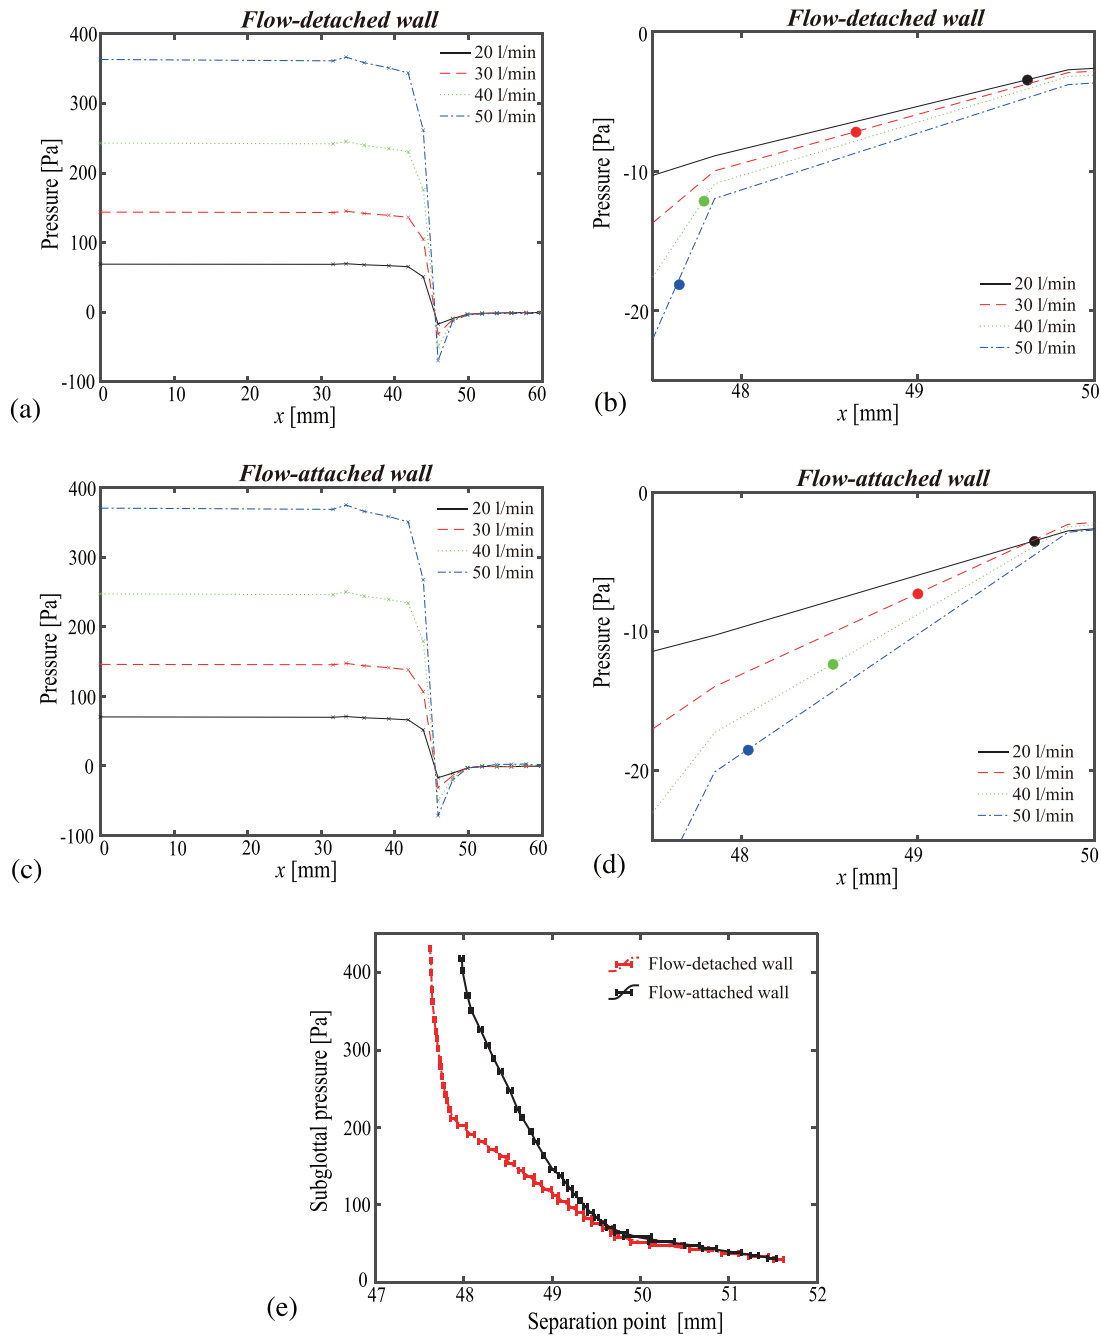 Flow-detached wall
400
300
200
100
0
-100
Pressure [Pa]
20 l/min
30 l/min
40 l/min
50 l/min
0
10
20
30
40
50
60
x [mm]
(a)
Flow-detached wall
0
-10
-20
Pressure [Pa]
20 l/min
30 l/min
40 l/min
50 l/min
48
49
50
x [mm]
(b)
Flow-attached wall
400
300
200
100
0
-100
Pressure [Pa]
20 l/min
30 l/min
40 l/min
50 l/min
0
10
20
30
40
50
60
x [mm]
(c)
Flow-attached wall
0
-10
-20
Pressure [Pa]
20 l/min
30 l/min
40 l/min
50 l/min
48
49
50
x [mm]
(d)
400
300
200
100
0
Subglottal pressure [Pa]
Flow-detached wall
Flow-attached wall
47
48
49
50
51
52
Separation point [mm]
(e)